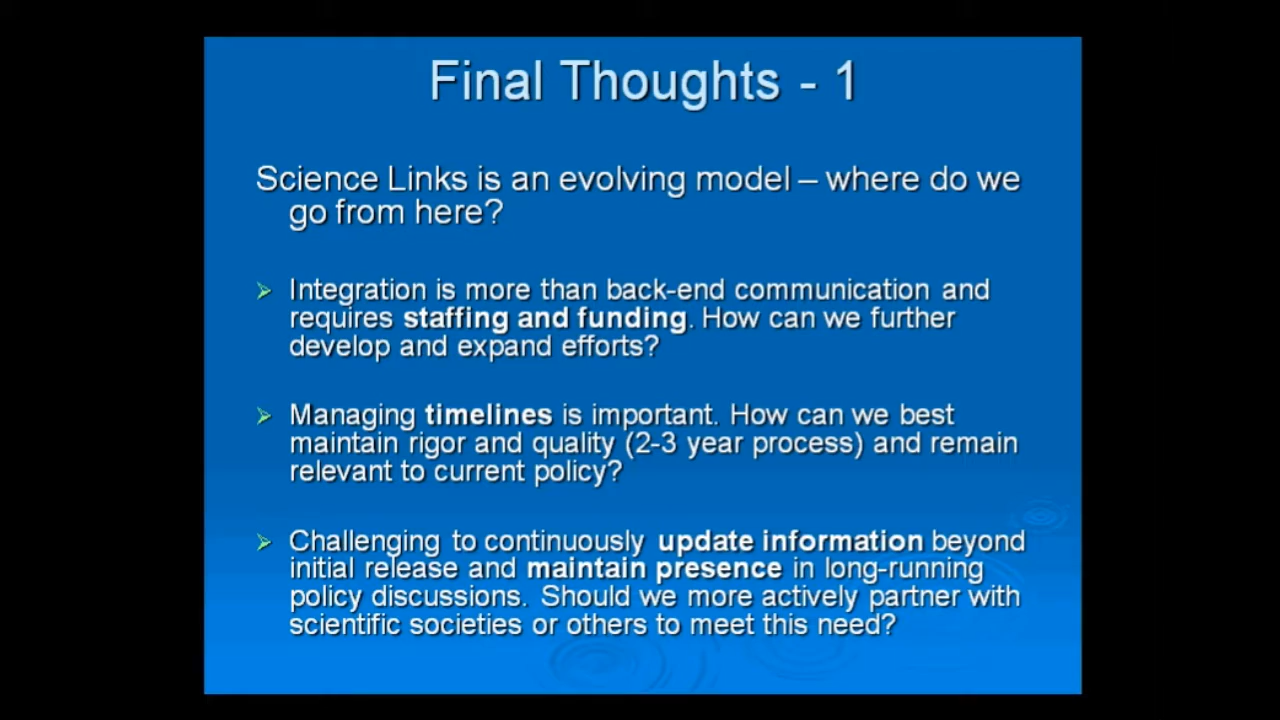 Final Thoughts - 1
Science Links is an evolving model – where do we
go from here?
Integration is more than back-end communication and
requires staffing and funding. How can we further
develop and expand efforts?
Managing timelines is important. How can we best
maintain rigor and quality (2-3 year process) and remain
relevant to current policy?
Challenging to continuously update information beyond
initial release and maintain presence in long-running
policy discussions. Should we more actively partner with
scientific societies or others to meet this need?